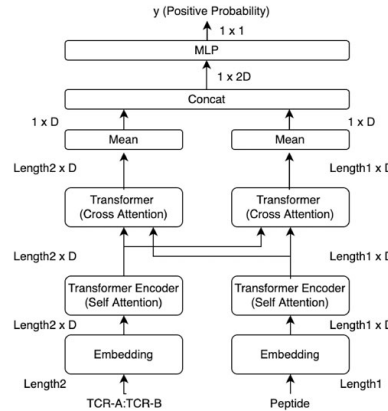 y (Positive Probability)
1 x 1
MLP
1 x 2D
Concat
1 x D
1 x D
Mean
Mean
Length2 x D
Length1 x D
Transformer
(Cross Attention)
Transformer
(Cross Attention)
Length2 x D
Length1 x D
Transformer Encoder
(Self Attention)
Transformer Encoder
(Self Attention)
Length2 x D
Length1 x D
Embedding
Embedding
Length2
Length1
TCR-A:TCR-B
Peptide